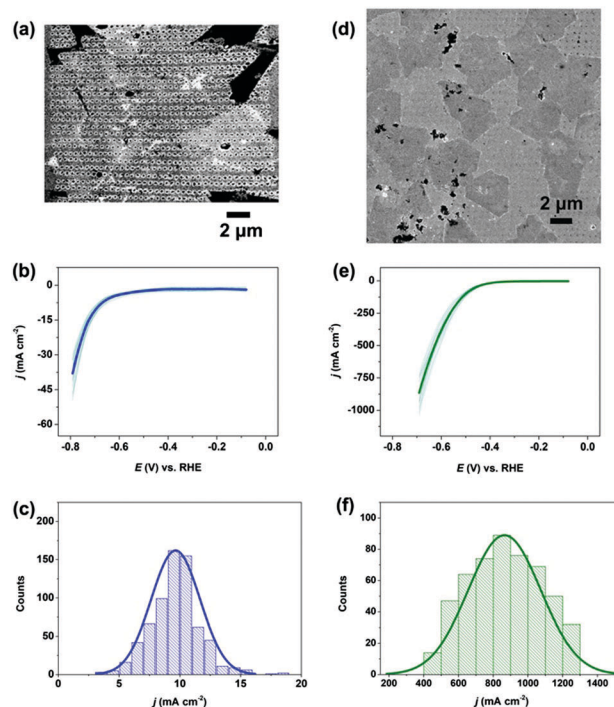 (a)
2 μm
(d)
2 μm
(b)
0
-15
-30
-45
-60
j (mA cm-2)
-0.8
-0.6
-0.4
-0.2
0.0
E (V) vs. RHE
(e)
0
-250
-500
-750
-1000
j (mA cm-2)
-0.8
-0.6
-0.4
-0.2
0.0
E (V) vs. RHE
(c)
200
150
100
50
0
Counts
0
5
10
15
20
j (mA cm-2)
(f)
100
80
60
40
20
0
Counts
200
400
600
800
1000
1200
1400
j (mA cm-2)